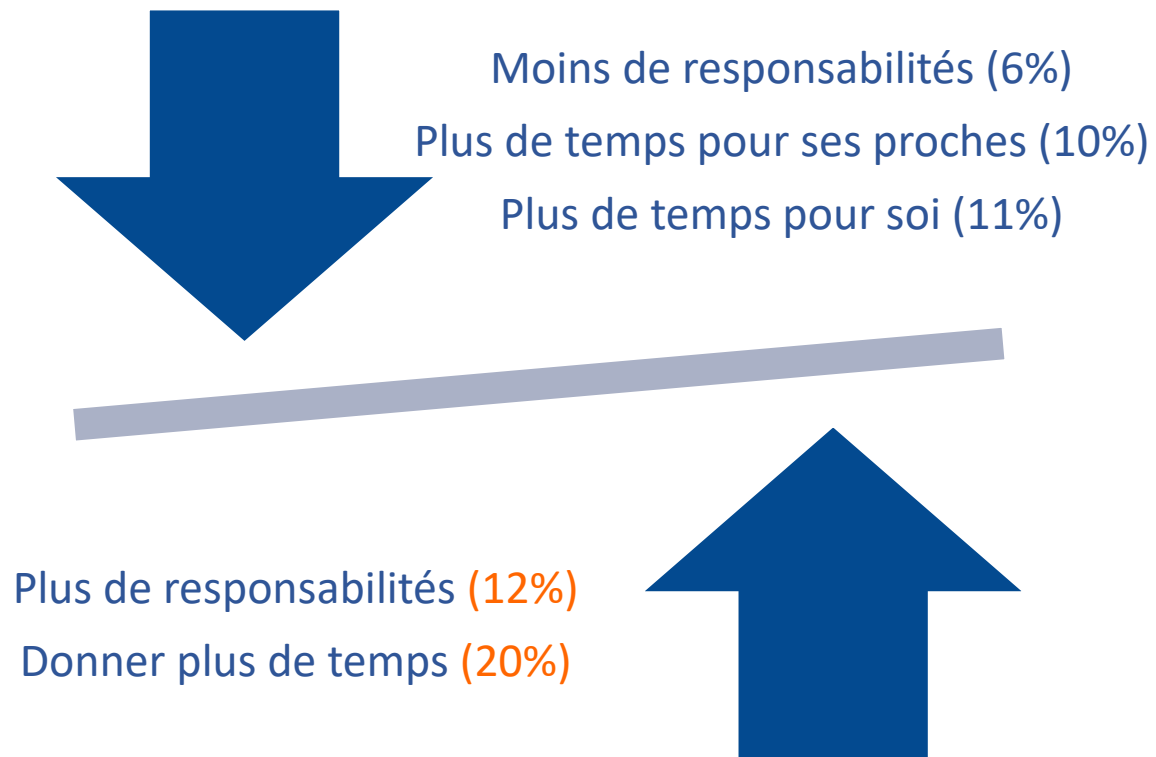 Moins de responsabilités (6%)
Plus de temps pour ses proches (10%)
Plus de temps pour soi (11%)
Plus de responsabilités (12%)
Donner plus de temps (20%)